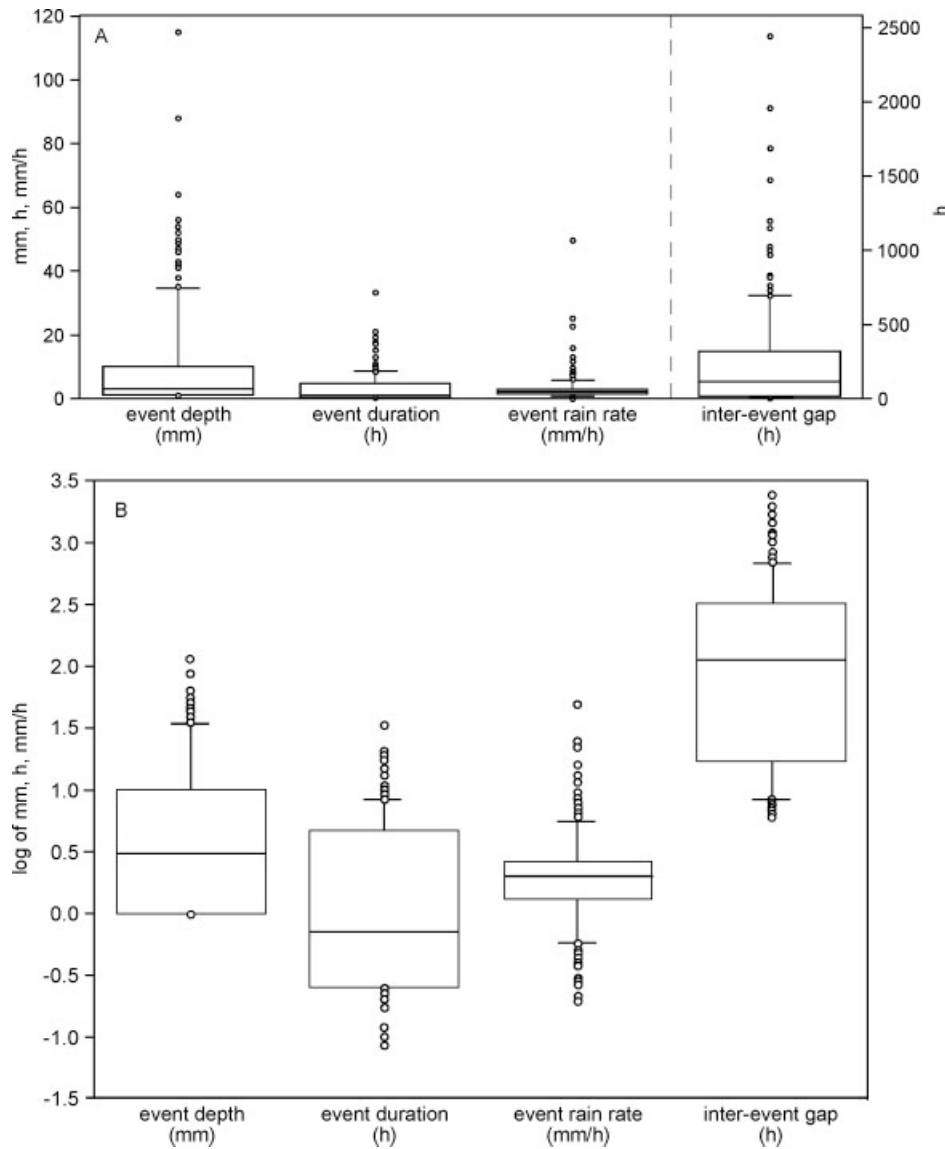 A
120
100
80
60
40
20
0
mm, h, mm/h
2500
2000
1500
1000
500
0
h
event depth
(mm)
event duration
(h)
event rain rate
(mm/h)
inter-event gap
(h)
B
3.5
3.0
2.5
2.0
1.5
1.0
0.5
0.0
-0.5
-1.0
-1.5
log of mm, h, mm/h
event depth
(mm)
event duration
(h)
event rain rate
(mm/h)
inter-event gap
(h)